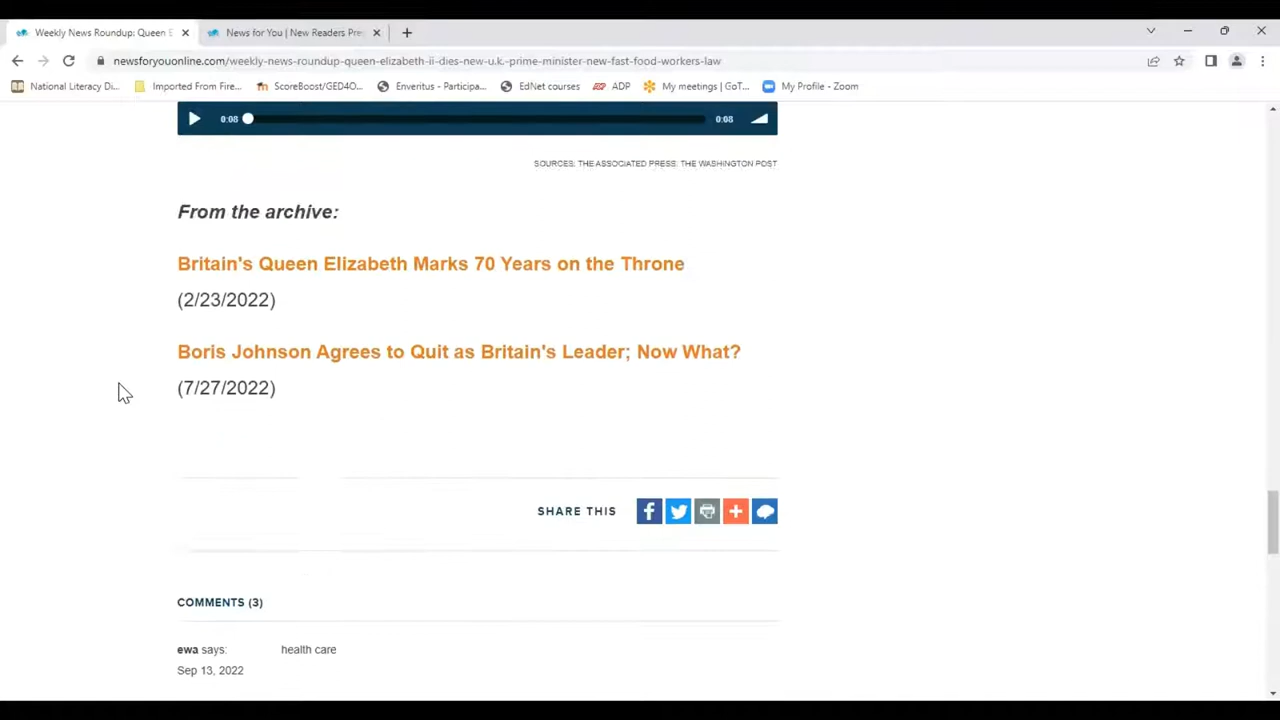 Weekly News Roundup: Queen E
News for You | New Readers Pre
newsforyouonline.com/weekly-news-roundup-queen-elizabeth-ii-dies-new-u.k.-prime-minister-new-fast-food-workers-law
National Literacy Di... Imported From Fire... ScoreBoost/GED4O... Enveritus - Participa... EdNet courses ADP My meetings | GoT... My Profile - Zoom
0:08 0:08
SOURCES: THE ASSOCIATED PRESS; THE WASHINGTON POST
From the archive:
Britain's Queen Elizabeth Marks 70 Years on the Throne
(2/23/2022)
Boris Johnson Agrees to Quit as Britain's Leader; Now What?
(7/27/2022)
SHARE THIS
COMMENTS (3)
ewa says: health care
Sep 13, 2022